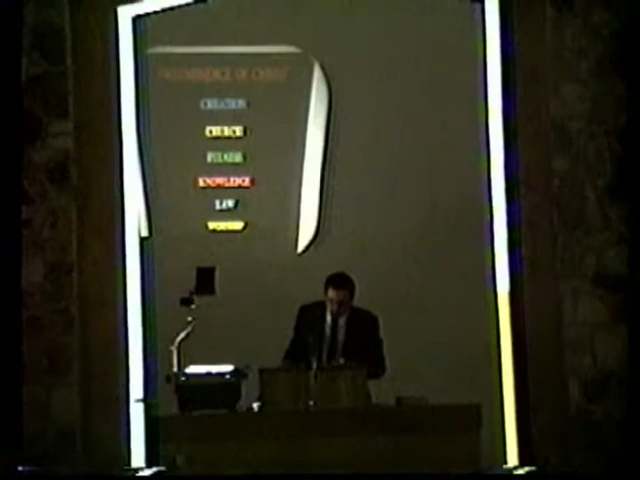 PREEMINENCE OF CHRIST
CREATION
CHURCH
FULNESS
KNOWLEDGE
LAW
WORSHIP